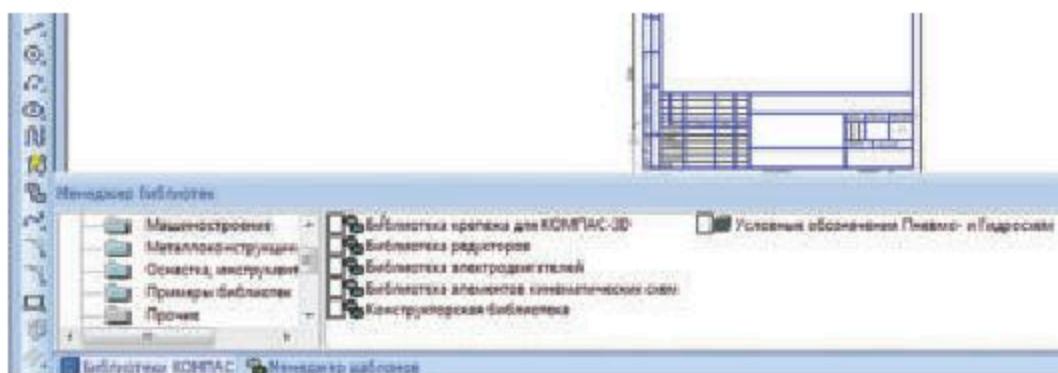 Менеджер библиотек
Машиностроение
Металлоконструкции
Оснастка, инструмент
Примеры библиотек
Прочие
Библиотека крепежа для КОМПАС-3D
Библиотека редукторов
Библиотека электродвигателей
Библиотека элементов кинематических схем
Конструкторская библиотека
Условные обозначения Пневмо- и Гидросхем
Библиотеки КОМПАС
Менеджер шаблонов